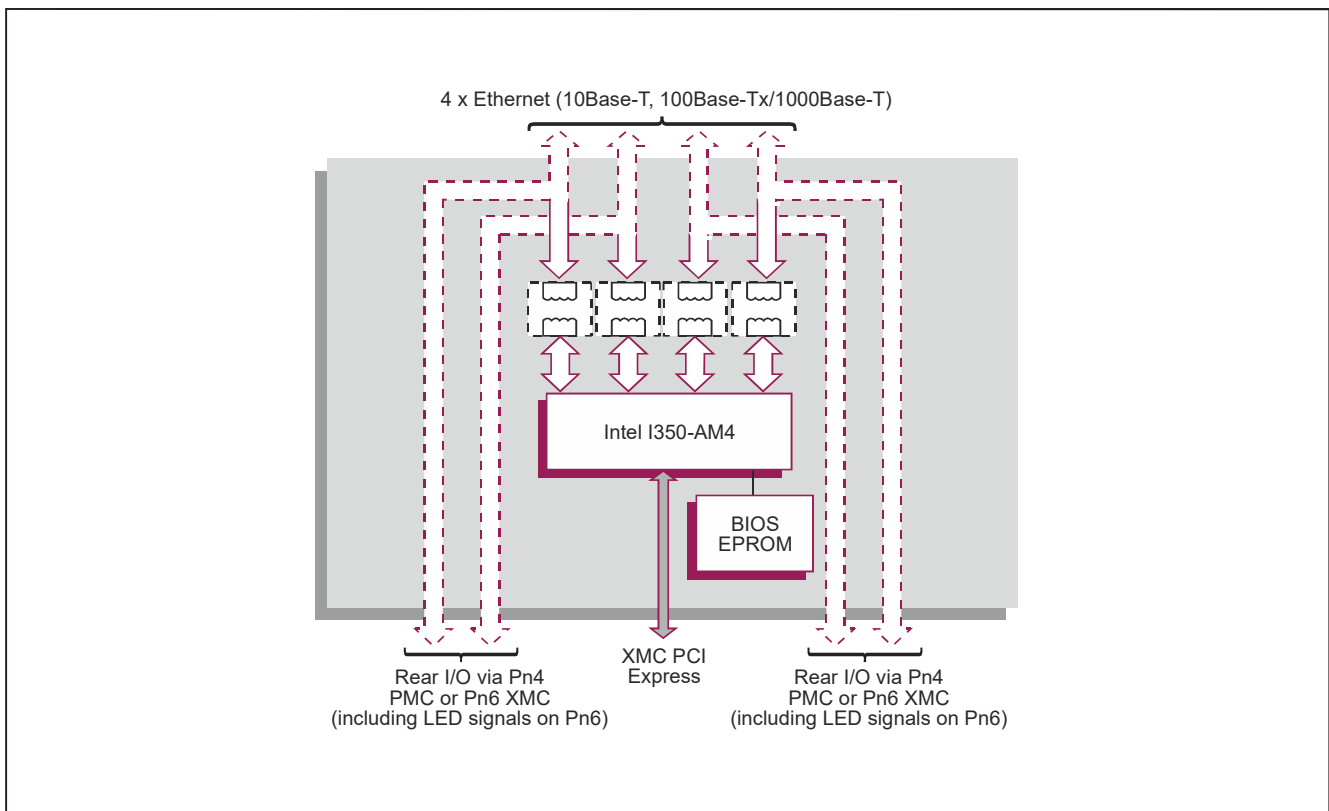 4 x Ethernet (10Base-T, 100Base-Tx/1000Base-T)
Intel I350-AM4
BIOS
EPROM
Rear I/O via Pn4
PMC or Pn6 XMC
(including LED signals on Pn6)
XMC PCI
Express
Rear I/O via Pn4
PMC or Pn6 XMC
(including LED signals on Pn6)